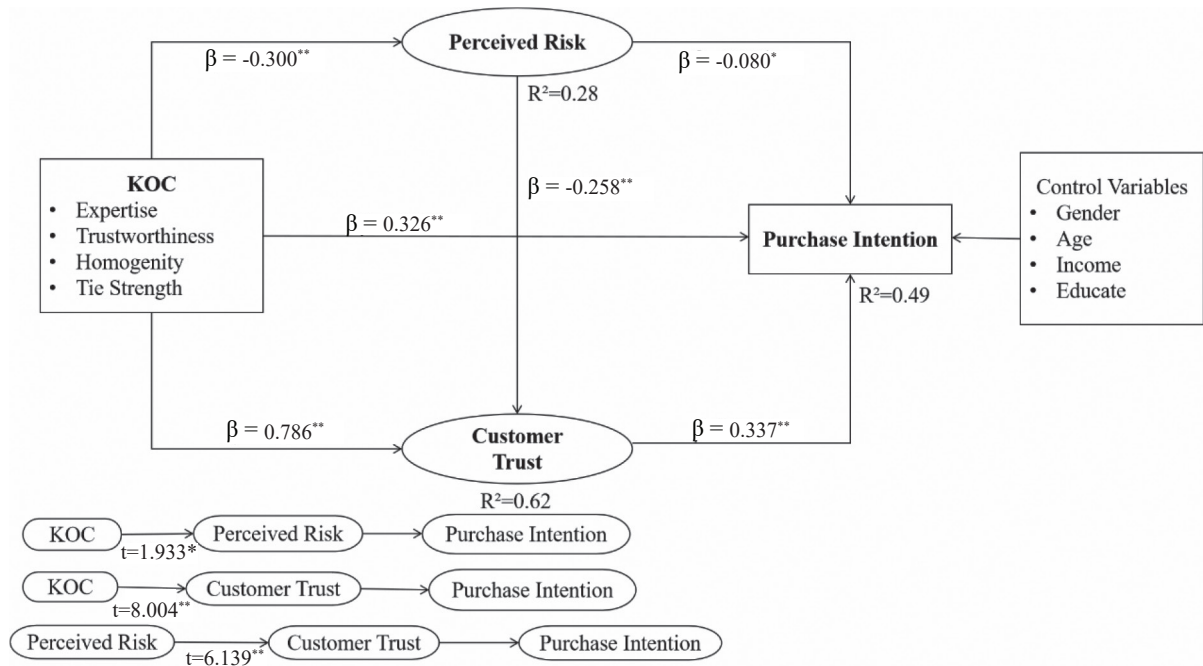 Perceived Risk
β = -0.300**
β = -0.080*
R²=0.28
KOC
• Expertise
• Trustworthiness
• Homogenity
• Tie Strength
β = -0.258**
β = 0.326**
Purchase Intention
R²=0.49
Control Variables
• Gender
• Age
• Income
• Educate
β = 0.786**
Customer
Trust
β = 0.337**
R²=0.62
KOC
t=1.933*
Perceived Risk
Purchase Intention
KOC
t=8.004**
Customer Trust
Purchase Intention
Perceived Risk
t=6.139**
Customer Trust
Purchase Intention